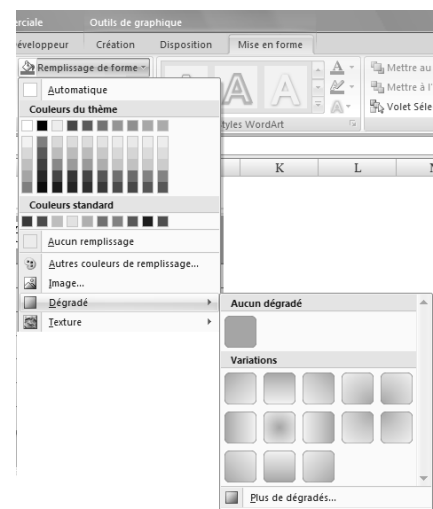 rciale Outils de graphique
éveloppeur Création Disposition Mise en forme
Remplissage de forme
A
Mettre au
Automatique
A A
Mettre à l'
Couleurs du thème
A
Volet Séle
tyles WordArt
K L
Couleurs standard
Aucun remplissage
Autres couleurs de remplissage...
Image...
Dégradé
Aucun dégradé
Texture
Variations
Plus de dégradés...